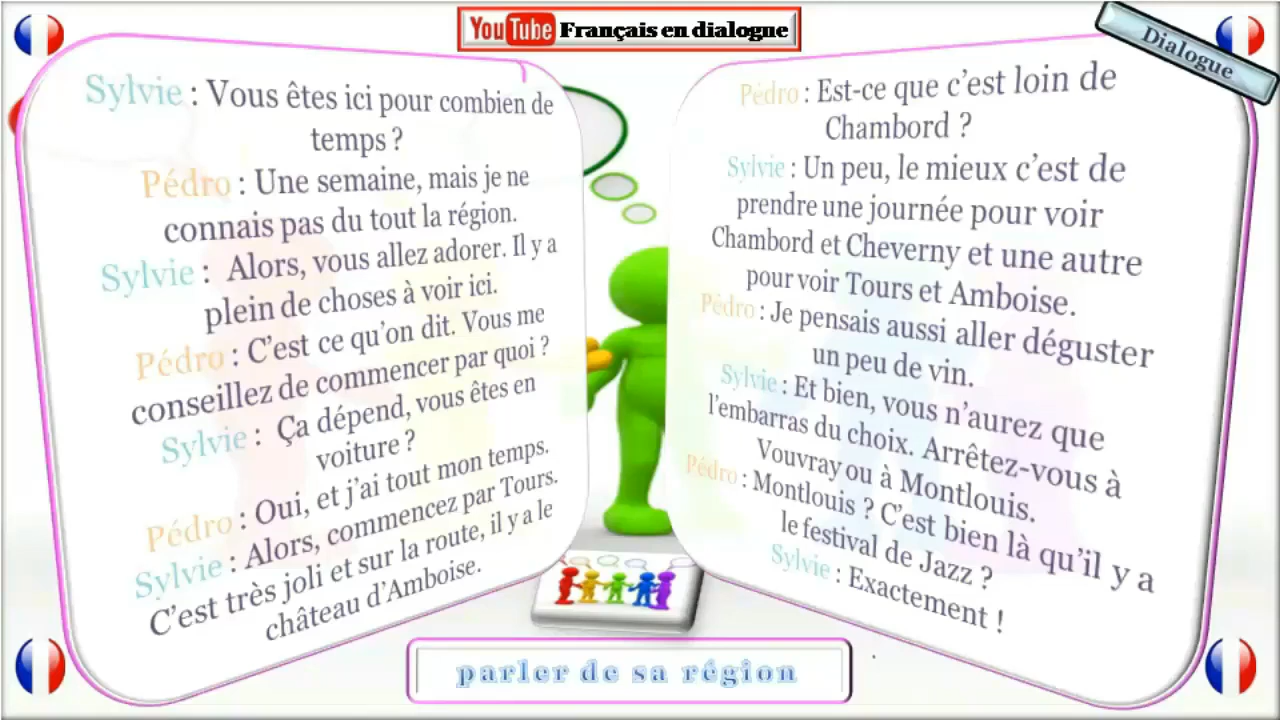 YouTube Français en dialogue
Dialogue
Sylvie : Vous êtes ici pour combien de
temps ?
Pédro : Une semaine, mais je ne
connais pas du tout la région.
Sylvie : Alors, vous allez adorer. Il y a
plein de choses à voir ici.
Pédro : C'est ce qu'on dit. Vous me
conseillez de commencer par quoi ?
Sylvie : Ça dépend, vous êtes en
voiture ?
Pédro : Oui, et j'ai tout mon temps.
Sylvie : Alors, commencez par Tours.
C'est très joli et sur la route, il y a le
château d'Amboise.
Pédro : Est-ce que c'est loin de
Chambord ?
Sylvie : Un peu, le mieux c'est de
prendre une journée pour voir
Chambord et Cheverny et une autre
pour voir Tours et Amboise.
Pédro : Je pensais aussi aller déguster
un peu de vin.
Sylvie : Et bien, vous n'aurez que
l'embarras du choix. Arrêtez-vous à
Vouvray ou à Montlouis.
Pédro : Montlouis ? C'est bien là qu'il y a
le festival de Jazz ?
Sylvie : Exactement !
parler de sa région